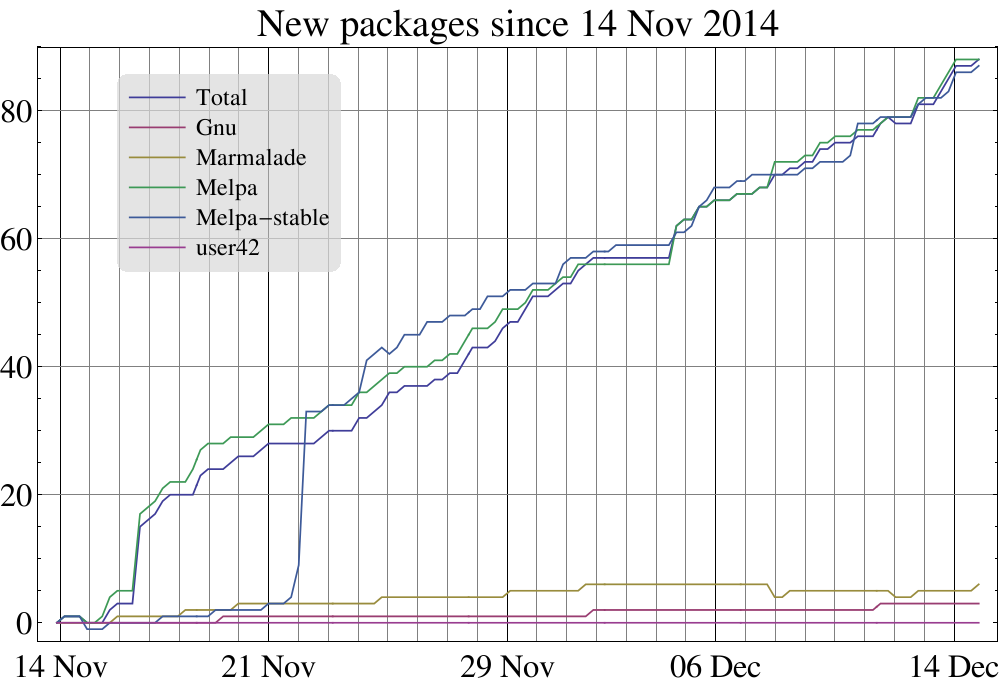 New packages since 14 Nov 2014
80
60
40
20
0
Total
Gnu
Marmalade
Melpa
Melpa-stable
user42
14 Nov 21 Nov 29 Nov 06 Dec 14 Dec